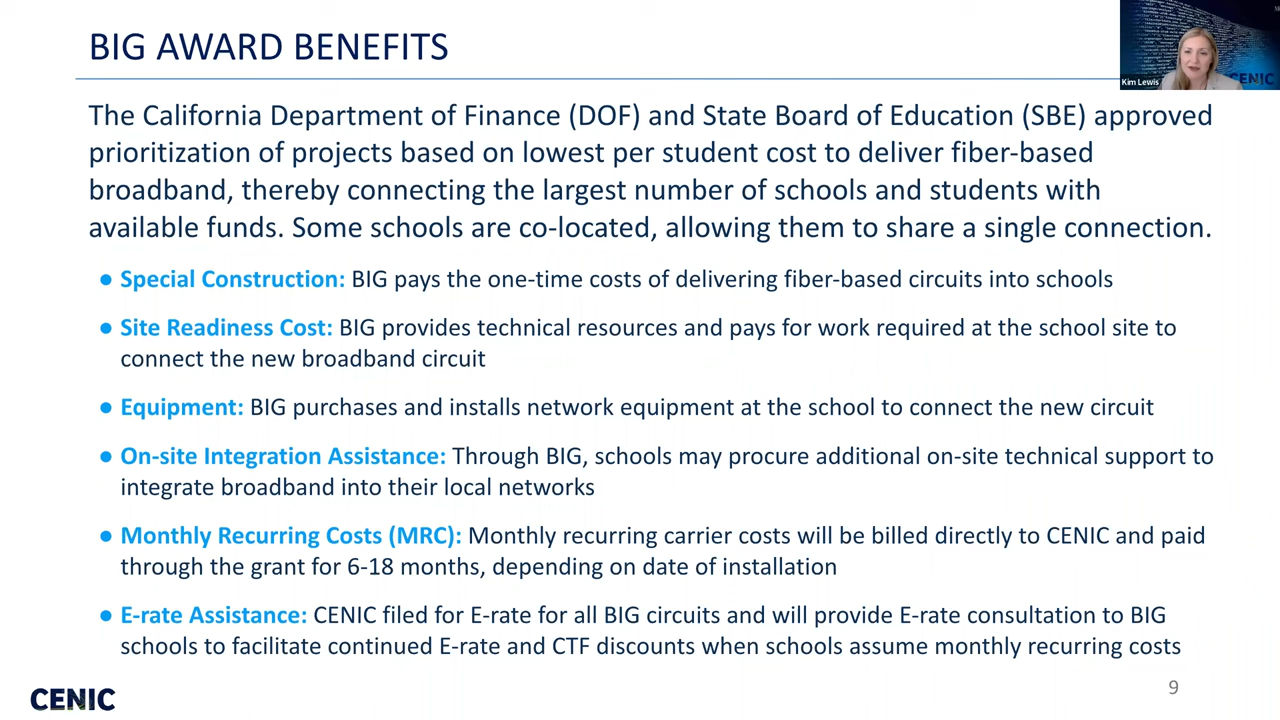 BIG AWARD BENEFITS
Kim Lewis
CENIC
The California Department of Finance (DOF) and State Board of Education (SBE) approved
prioritization of projects based on lowest per student cost to deliver fiber-based
broadband, thereby connecting the largest number of schools and students with
available funds. Some schools are co-located, allowing them to share a single connection.
● Special Construction: BIG pays the one-time costs of delivering fiber-based circuits into schools
● Site Readiness Cost: BIG provides technical resources and pays for work required at the school site to
connect the new broadband circuit
● Equipment: BIG purchases and installs network equipment at the school to connect the new circuit
● On-site Integration Assistance: Through BIG, schools may procure additional on-site technical support to
integrate broadband into their local networks
● Monthly Recurring Costs (MRC): Monthly recurring carrier costs will be billed directly to CENIC and paid
through the grant for 6-18 months, depending on date of installation
● E-rate Assistance: CENIC filed for E-rate for all BIG circuits and will provide E-rate consultation to BIG
schools to facilitate continued E-rate and CTF discounts when schools assume monthly recurring costs
CENIC
9